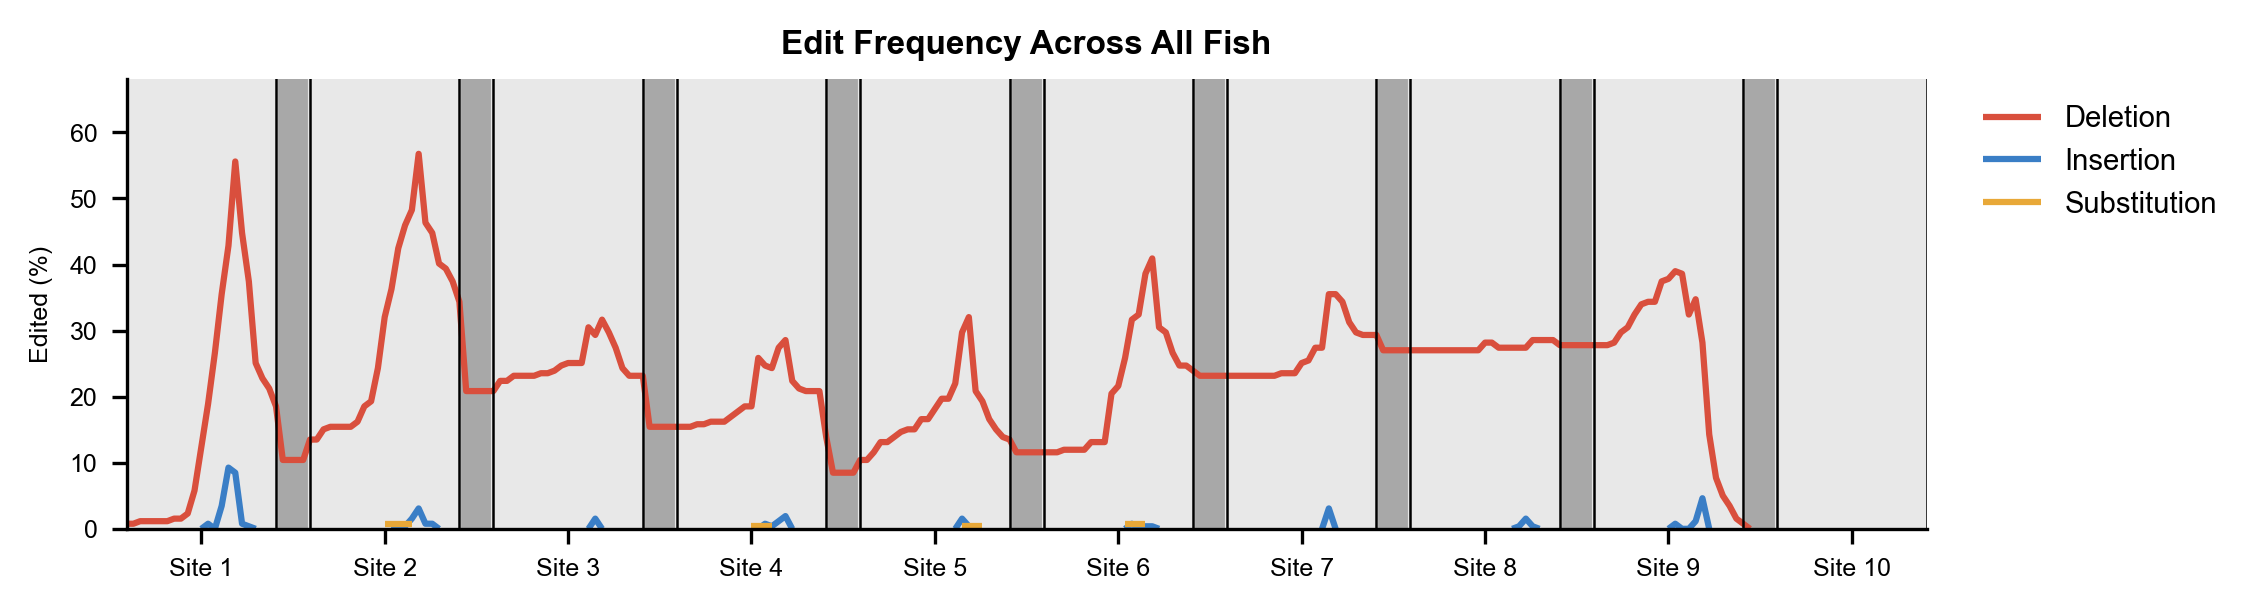 Edit Frequency Across All Fish
Edited (%)
60
50
40
30
20
10
0
Site 1 Site 2 Site 3 Site 4 Site 5 Site 6 Site 7 Site 8 Site 9 Site 10
Deletion
Insertion
Substitution